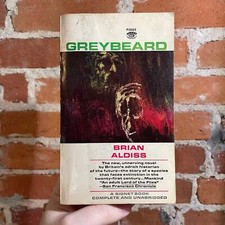 GREYBEARD
BRIAN
ALDISS
The new, unnerving novel
by Britain's
historian
of the future—the story of a species
that faces extinction in the
twenty-first century...Mankind
"An adult Lord of the Flies"
—San Francisco Chronicle
A SIGNET BOOK
COMPLETE AND UNABRIDGED